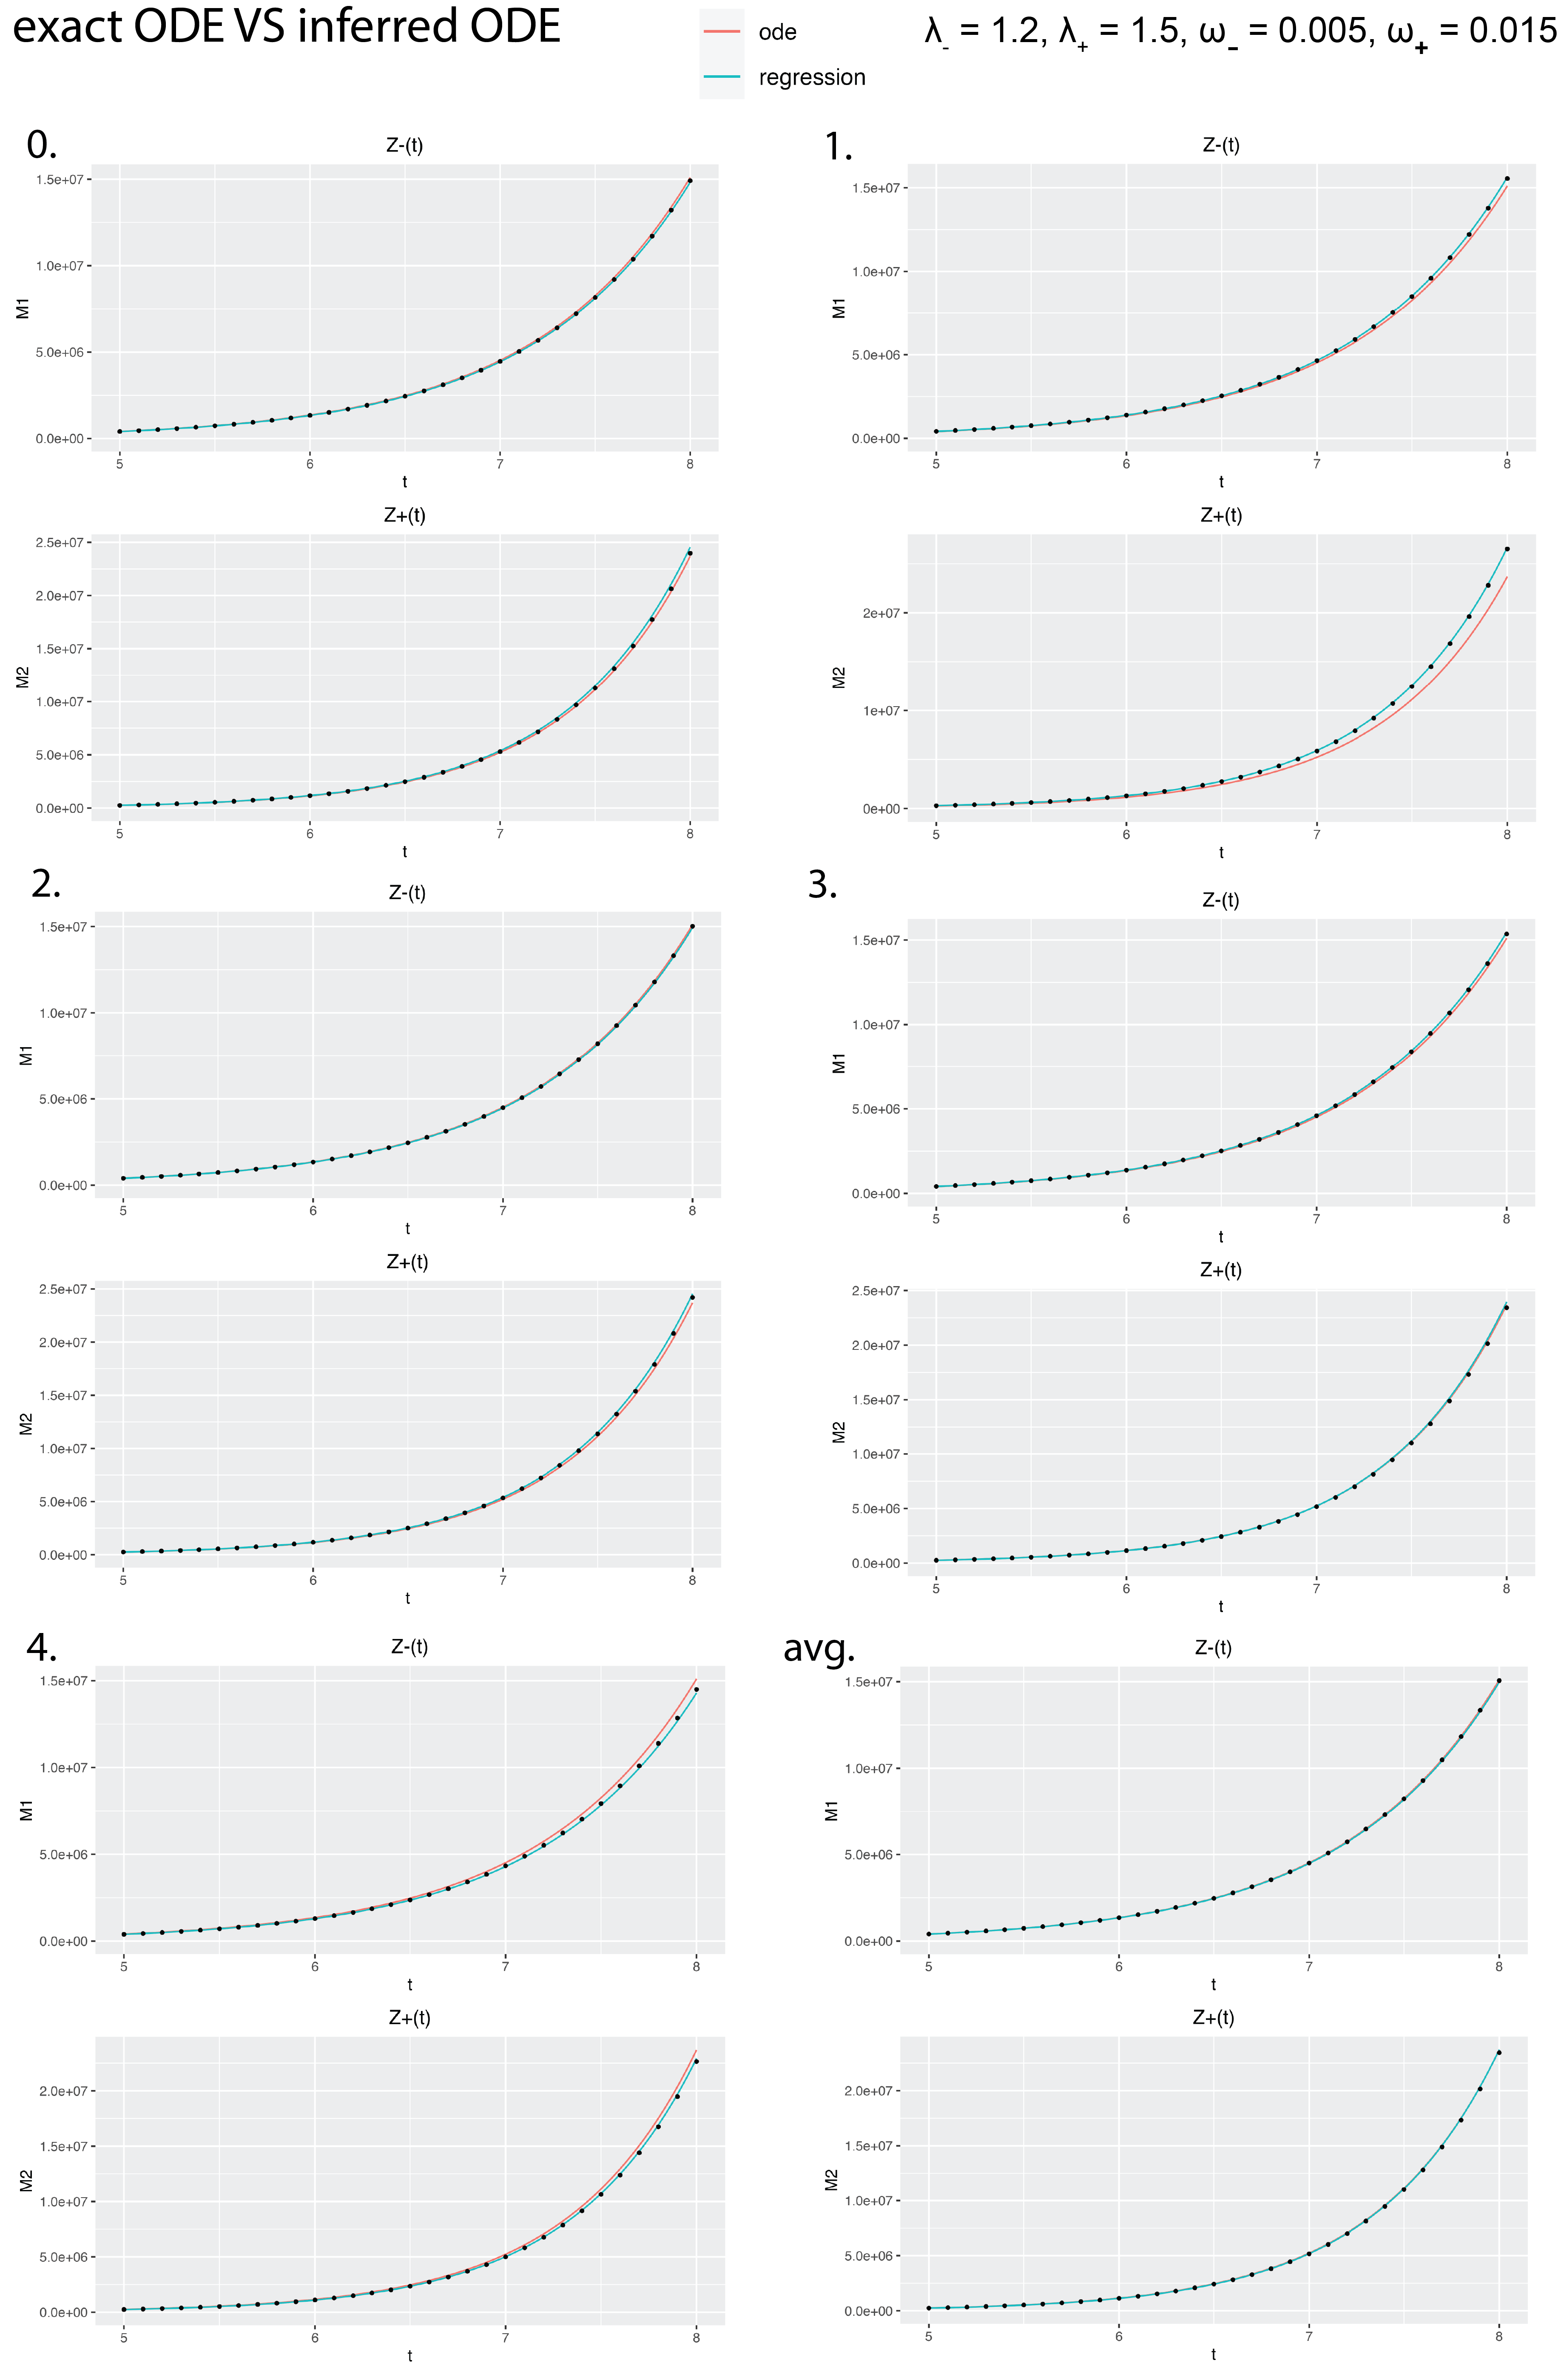 exact ODE VS inferred ODE
ode
regression
λ₋ = 1.2, λ₊ = 1.5, ω₋ = 0.005, ω₊ = 0.015
0.
Z-(t)
M1
1.5e+07
1.0e+07
5.0e+06
0.0e+00
5 6 7 8
t
Z+(t)
M2
2.5e+07
2.0e+07
1.5e+07
1.0e+07
5.0e+06
0.0e+00
5 6 7 8
t
1.
Z-(t)
M1
1.5e+07
1.0e+07
5.0e+06
0.0e+00
5 6 7 8
t
Z+(t)
M2
2e+07
1e+07
0e+00
5 6 7 8
t
2.
Z-(t)
M1
1.5e+07
1.0e+07
5.0e+06
0.0e+00
5 6 7 8
t
Z+(t)
M2
2.5e+07
2.0e+07
1.5e+07
1.0e+07
5.0e+06
0.0e+00
5 6 7 8
t
3.
Z-(t)
M1
1.5e+07
1.0e+07
5.0e+06
0.0e+00
5 6 7 8
t
Z+(t)
M2
2.5e+07
2.0e+07
1.5e+07
1.0e+07
5.0e+06
0.0e+00
5 6 7 8
t
4.
Z-(t)
M1
1.5e+07
1.0e+07
5.0e+06
0.0e+00
5 6 7 8
t
Z+(t)
M2
2.0e+07
1.5e+07
1.0e+07
5.0e+06
0.0e+00
5 6 7 8
t
avg.
Z-(t)
M1
1.5e+07
1.0e+07
5.0e+06
0.0e+00
5 6 7 8
t
Z+(t)
M2
2.0e+07
1.5e+07
1.0e+07
5.0e+06
0.0e+00
5 6 7 8
t